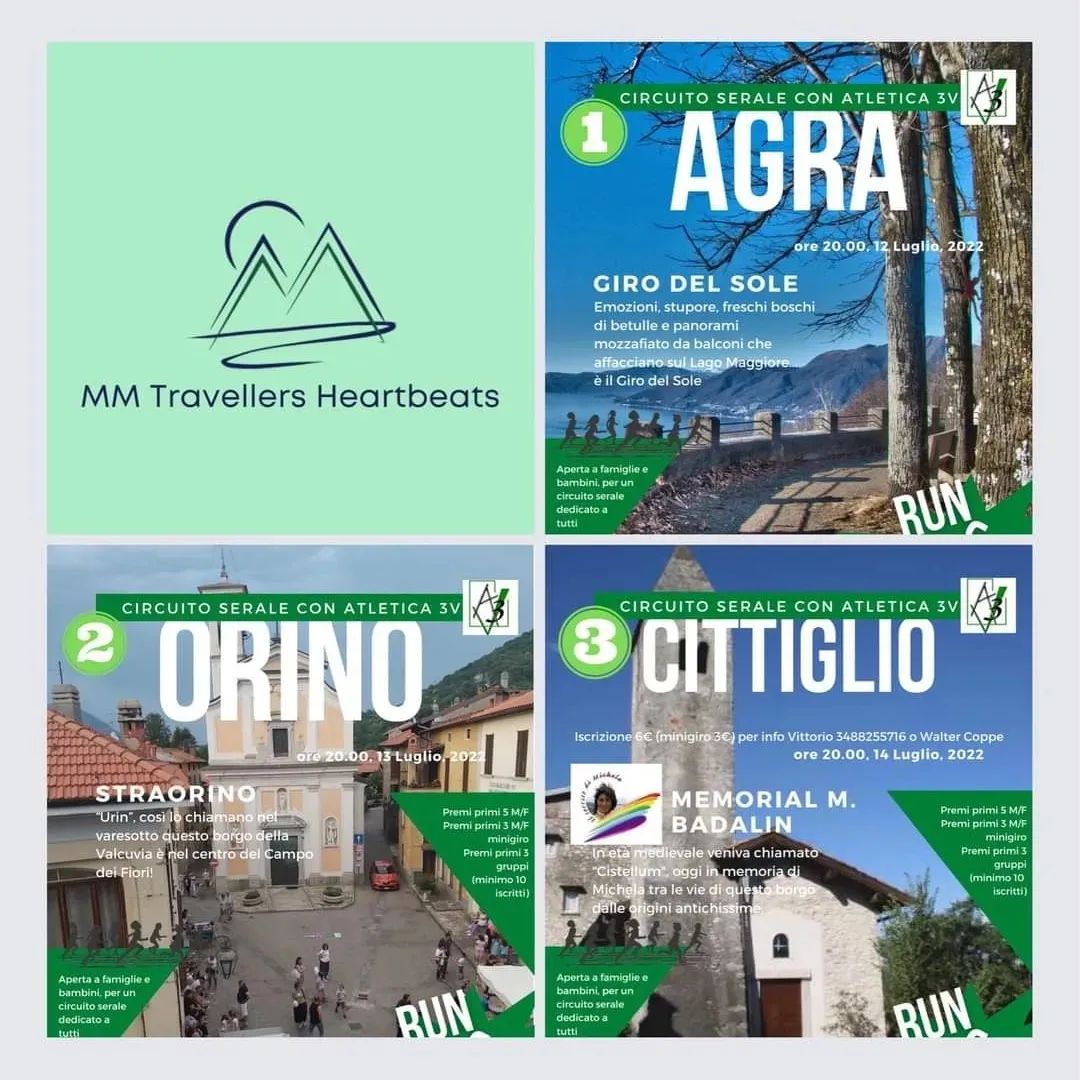 MM Travellers Heartbeats
CIRCUITO SERALE CON ATLETICA 3V
A3
1
AGRA
ore 20.00, 12 Luglio, 2022
GIRO DEL SOLE
Emozioni, stupore, freschi boschi
di betulle e panorami
mozzafiato da balconi che
affacciano sul Lago Maggiore....
è il Giro del Sole
Aperta a famiglie e
bambini, per un
circuito serale
dedicato a
tutti
RUN
CIRCUITO SERALE CON ATLETICA 3V
A3
2
ORINO
ore 20.00, 13 Luglio, 2022
STRAORINO
"Urin", così lo chiamano nel
varesotto questo borgo della
Valcuvia è nel centro del Campo
dei Fiori!
Premi primi 5 M/F
Premi primi 3 M/F
minigiro
Premi primi 3
gruppi
(minimo 10
iscritti)
Aperta a famiglie e
bambini, per un
circuito serale
dedicato a
tutti
RUN
CIRCUITO SERALE CON ATLETICA 3V
A3
3
CITTIGLIO
Iscrizione 6€ (minigiro 3€) per info Vittorio 3488255716 o Walter Coppe
ore 20.00, 14 Luglio, 2022
MEMORIAL M.
BADALIN
In età medievale veniva chiamato
"Cistellum", oggi in memoria di
Michela tra le vie di questo borgo
dalle origini antichissime
Premi primi 5 M/F
Premi primi 3 M/F
minigiro
Premi primi 3
gruppi
(minimo 10
iscritti)
Aperta a famiglie e
bambini, per un
circuito serale
dedicato a
tutti
RUN